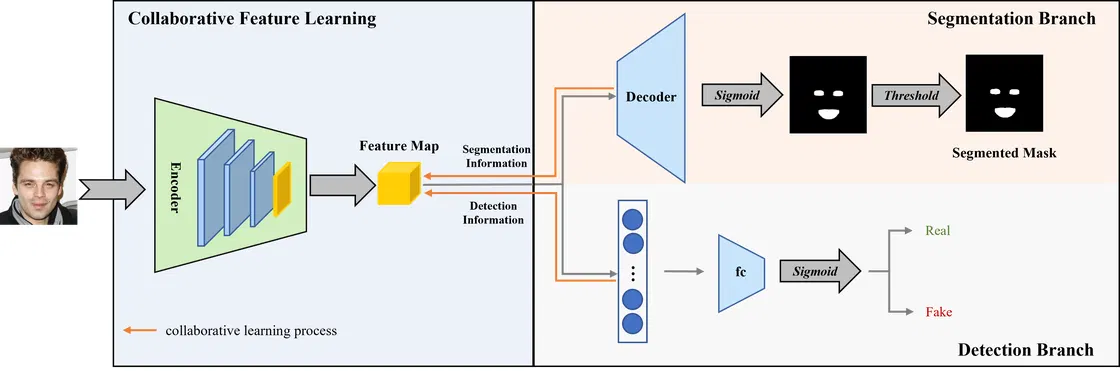 Collaborative Feature Learning
Segmentation Branch
Encoder
Feature Map
Segmentation
Information
Detection
Information
collaborative learning process
Decoder
Sigmoid
Threshold
Segmented Mask
...
fc
Sigmoid
Real
Fake
Detection Branch